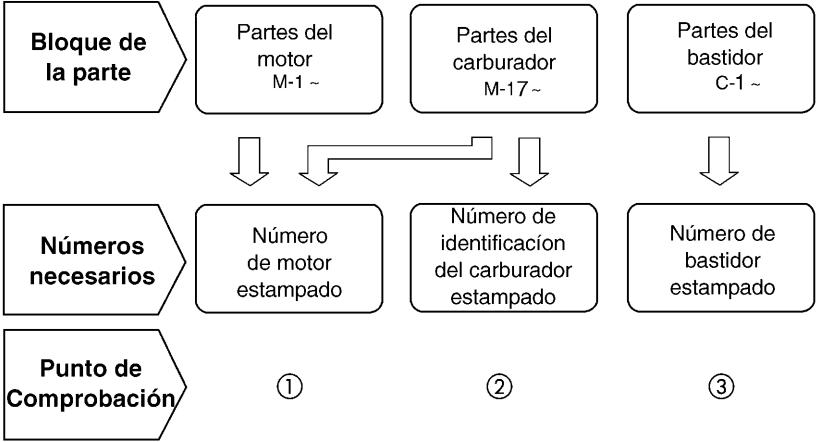 Bloque de
la parte
Partes del
motor
M-1 ~
Partes del
carburador
M-17 ~
Partes del
bastidor
C-1 ~
Números
necesarios
Número
de motor
estampado
Número de
identificacíon
del carburador
estampado
Número de
bastidor
estampado
Punto de
Comprobación
①
②
③